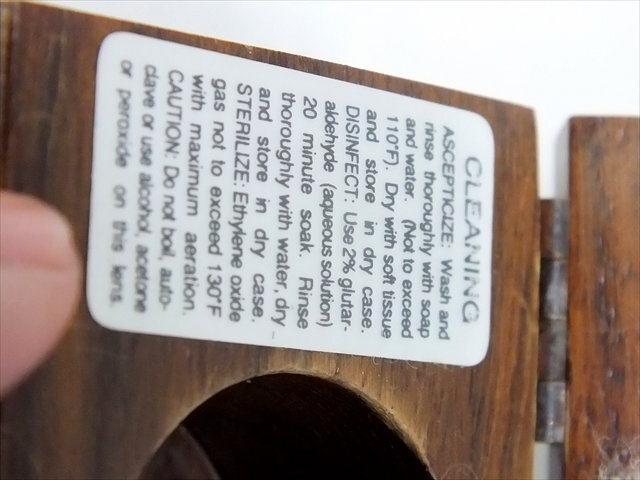 CLEANING
ASCEPTICIZE: Wash and
rinse thoroughly with soap
and water. (Not to exceed
110°F). Dry with soft tissue
and store in dry case.
DISINFECT: Use 2% glutar-
aldehyde (aqueous solution)
20 minute soak. Rinse
thoroughly with water, dry
and store in dry case.
STERILIZE: Ethylene oxide
gas not to exceed 130°F
with maximum aeration.
CAUTION: Do not boil, auto-
clave or use alcohol, acetone
or peroxide on this lens.